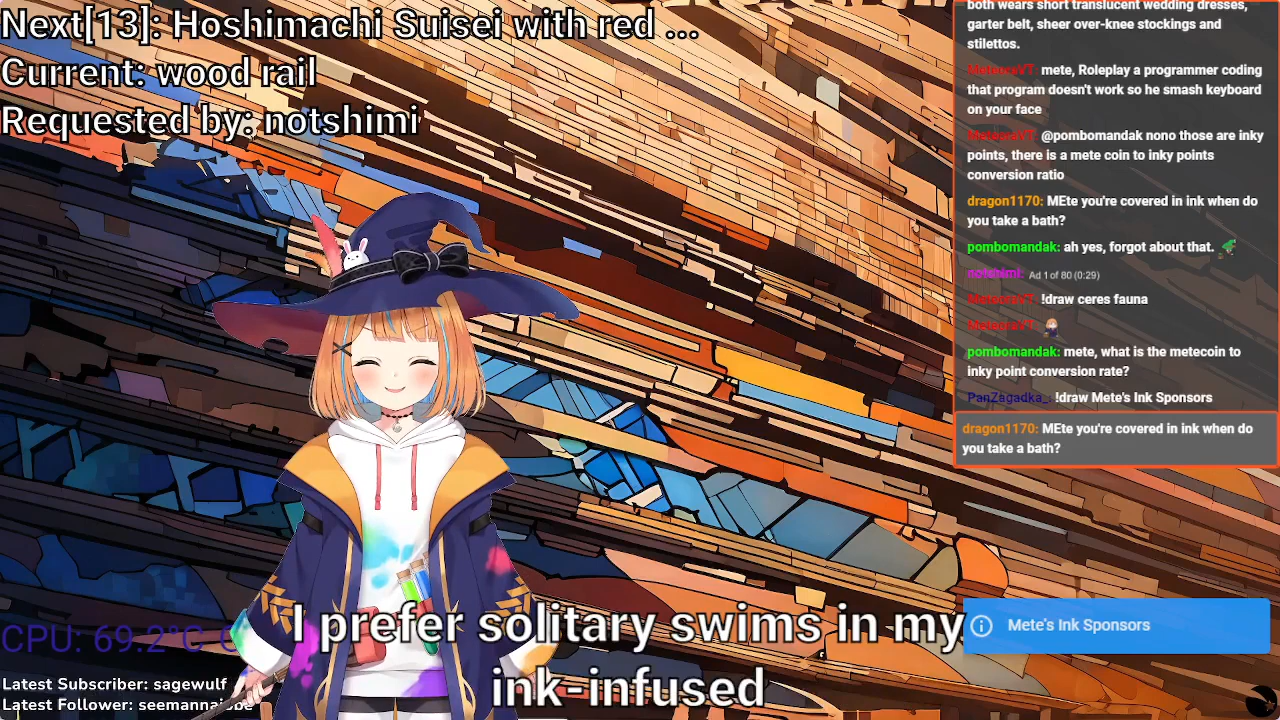 Next[13]: Hoshimachi Suisei with red ...
Current: wood rail
Requested by: notshimi
both wears short translucent wedding dresses,
garter belt, sheer over-knee stockings and
stilettos.
MeteoraVT: mete, Roleplay a programmer coding
that program doesn't work so he smash keyboard
on your face
MeteoraVT: @pombomandak nono those are inky
points, there is a mete coin to inky points
conversion ratio
dragon1170: MEte you're covered in ink when do
you take a bath?
pombomandak: ah yes, forgot about that.
notshimi: Ad 1 of 80 (0:29)
MeteoraVT: !draw ceres fauna
MeteoraVT:
pombomandak: mete, what is the metecoin to
inky point conversion rate?
PanZagadka_: !draw Mete's Ink Sponsors
dragon1170: MEte you're covered in ink when do
you take a bath?
I prefer solitary swims in my
ink-infused
Mete's Ink Sponsors
CPU: 69.2°C
Latest Subscriber: sagewulf
Latest Follower: